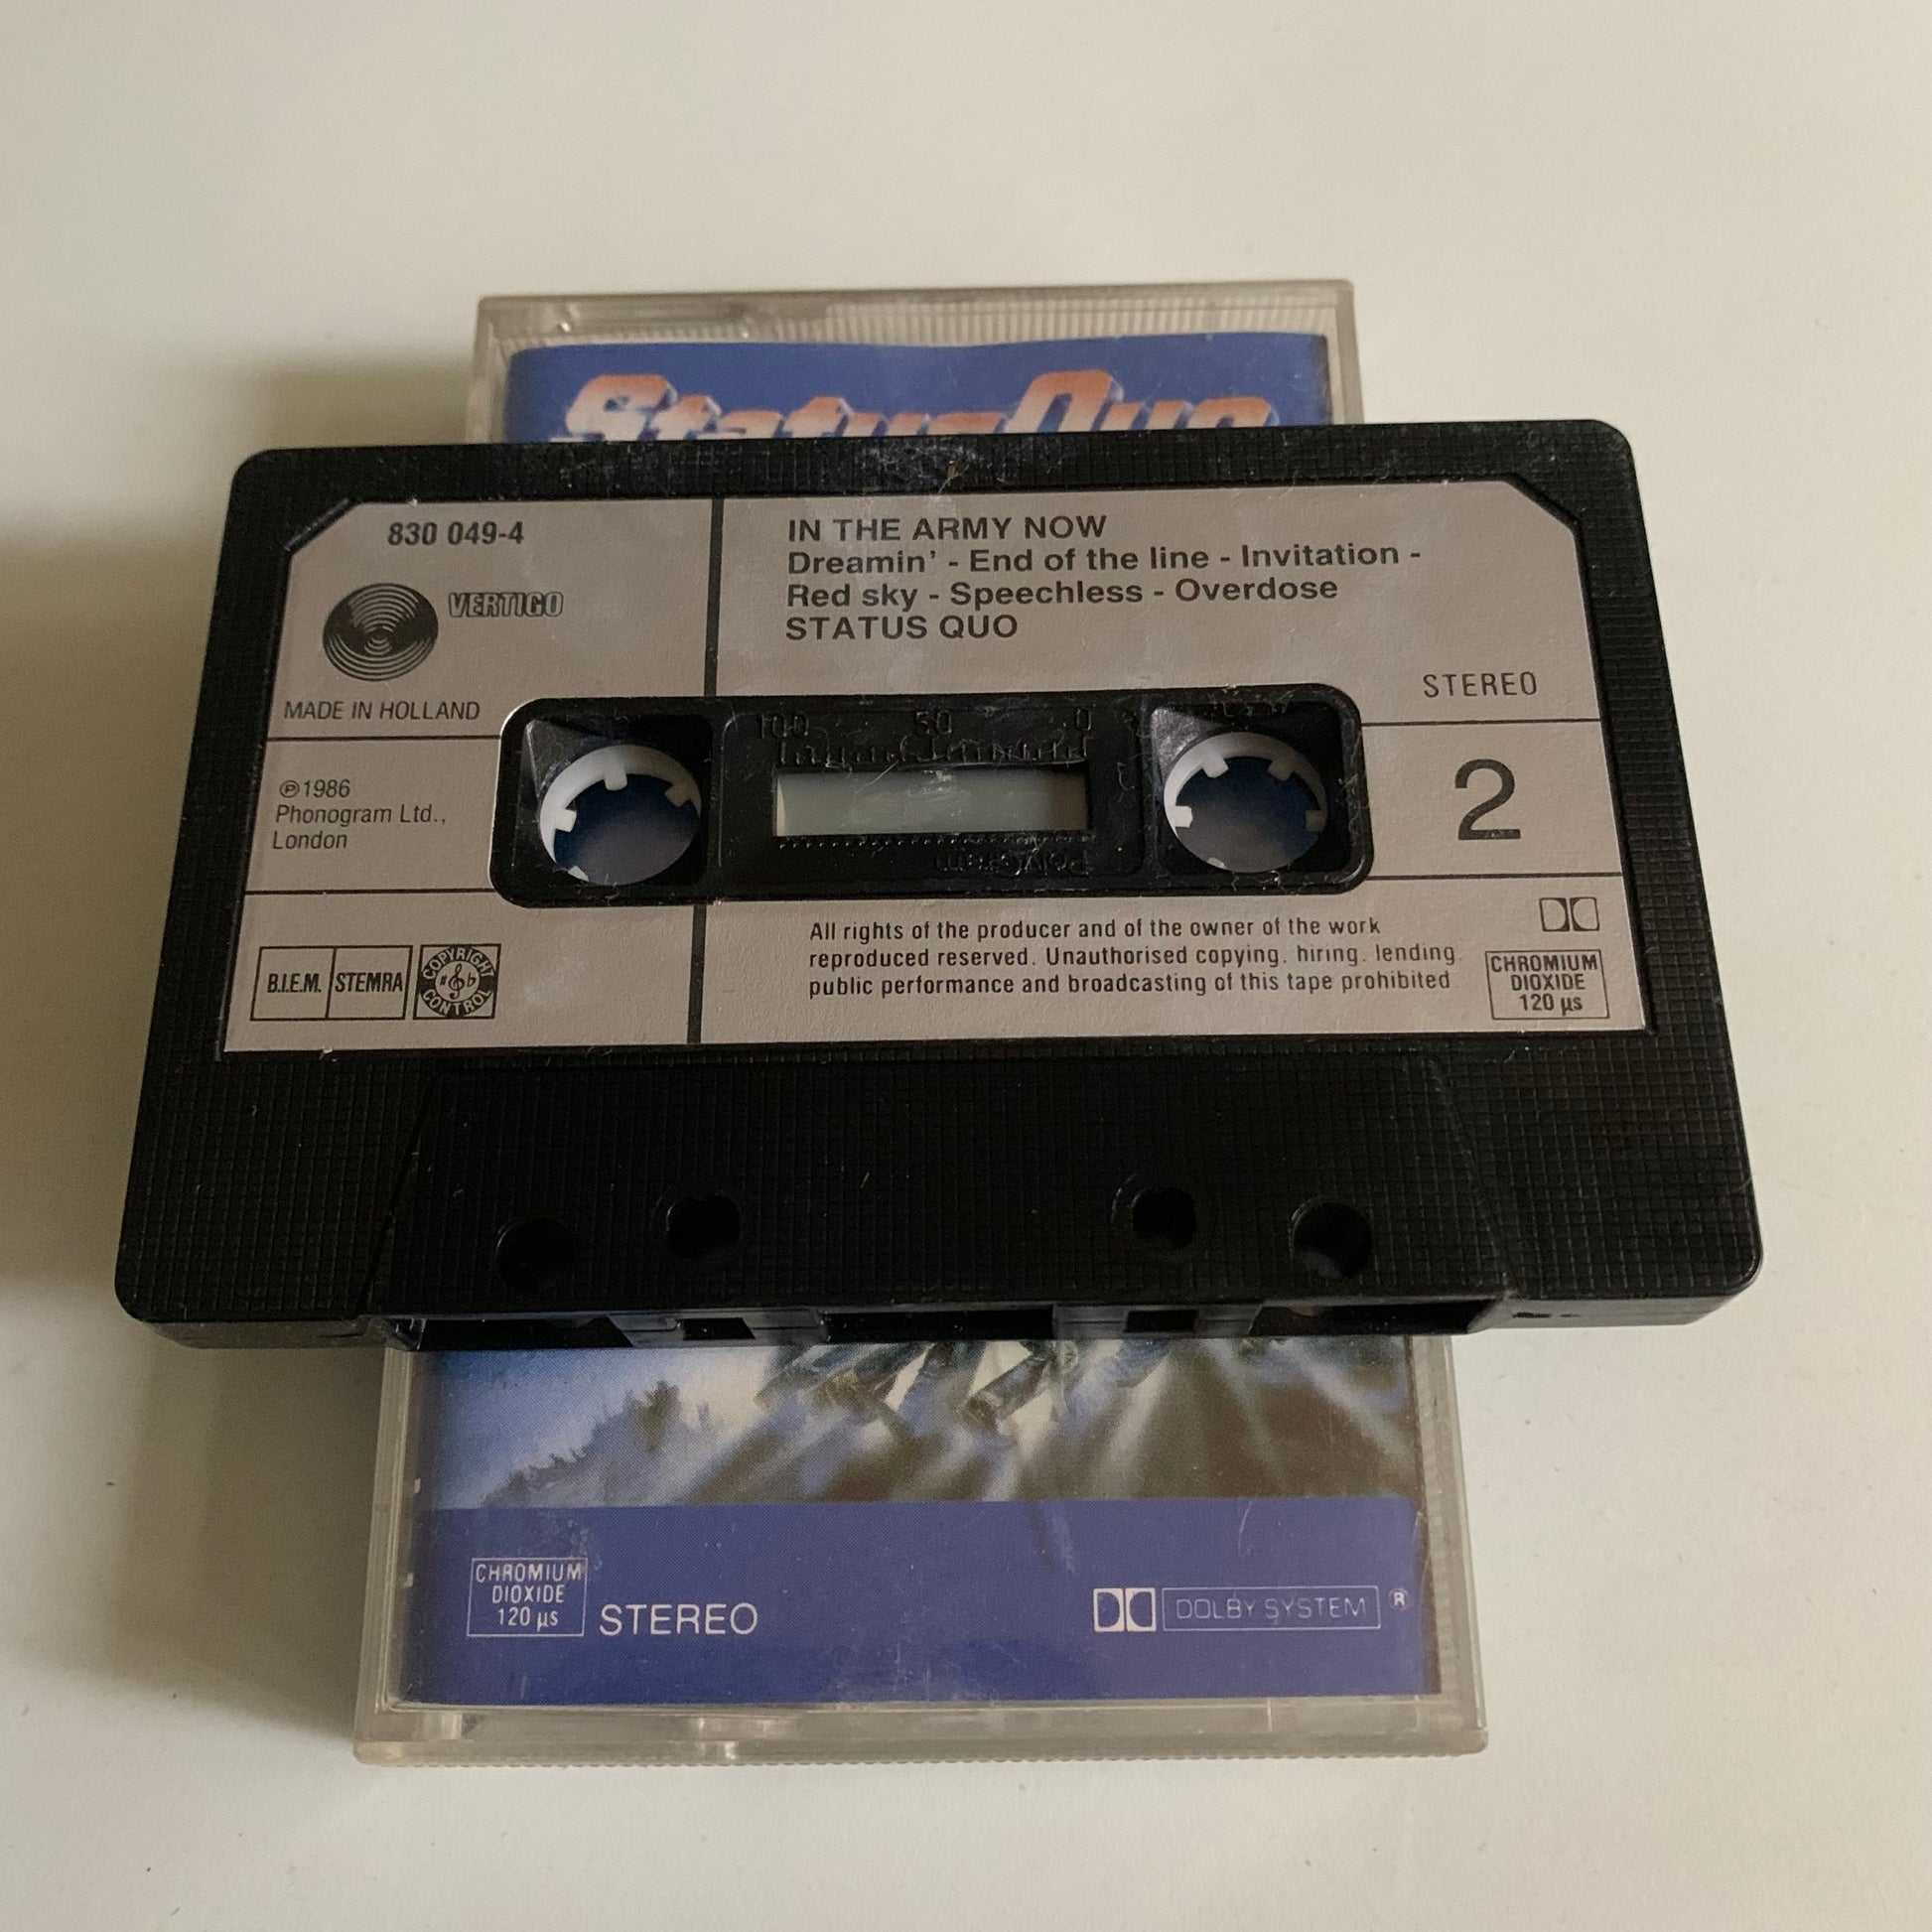 Status Quo
830 049-4
VERTIGO
MADE IN HOLLAND
IN THE ARMY NOW
Dreamin' - End of the line - Invitation -
Red sky - Speechless - Overdose
STATUS QUO
STEREO
℗1986
Phonogram Ltd.,
London
100 50 0
PolyGram
2
B.I.E.M. STEMRA
COPYRIGHT
CONTROL
All rights of the producer and of the owner of the work
reproduced reserved. Unauthorised copying, hiring, lending,
public performance and broadcasting of this tape prohibited
CHROMIUM
DIOXIDE
120 µs
CHROMIUM
DIOXIDE
120 µs
STEREO
DOLBY SYSTEM ®